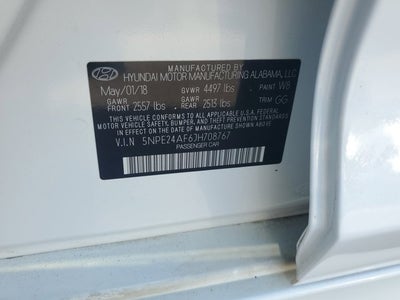 HYUNDAI MOTOR MANUFACTURING ALABAMA, LLC
May/01/18 GVWR 4497 lbs PAINT W8
GAWR FRONT 2557 lbs GAWR REAR 2513 lbs TRIM GG
THIS VEHICLE CONFORMS TO ALL APPLICABLE U.S.A FEDERAL
MOTOR VEHICLE SAFETY, BUMPER, AND THEFT PREVENTION
STANDARDS IN EFFECT ON THE DATE OF MANUFACTURE SHOWN ABOVE.
V.I.N 5NPE24AF6JH708767
PASSENGER CAR